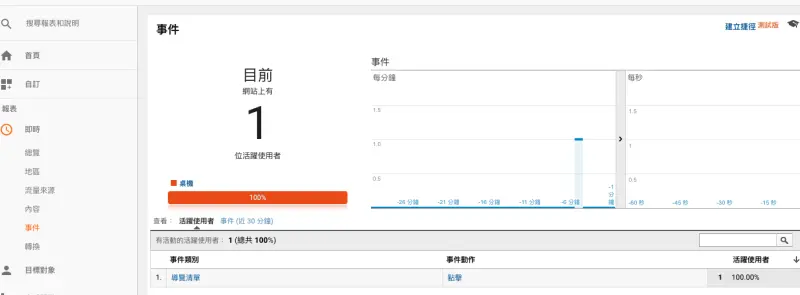 搜尋報表和說明
首頁
自訂
報表
即時
總覽
地區
流量來源
內容
事件
轉換
目標對象
事件
建立捷徑 測試版
目前
網站上有
1
位活躍使用者
桌機
100%
事件
每分鐘
1.5
1.0
0.5
-26 分鐘 -21 分鐘 -16 分鐘 -11 分鐘 -6 分鐘 -1 分鐘
每秒
1.5
1
0.5
-60 秒 -45 秒 -30 秒 -15 秒
查看： 活躍使用者 事件 (近 30 分鐘)
有活動的活躍使用者： 1 (總共 100%)
事件類別 事件動作 活躍使用者
1. 導覽清單 點擊 1 100.00%